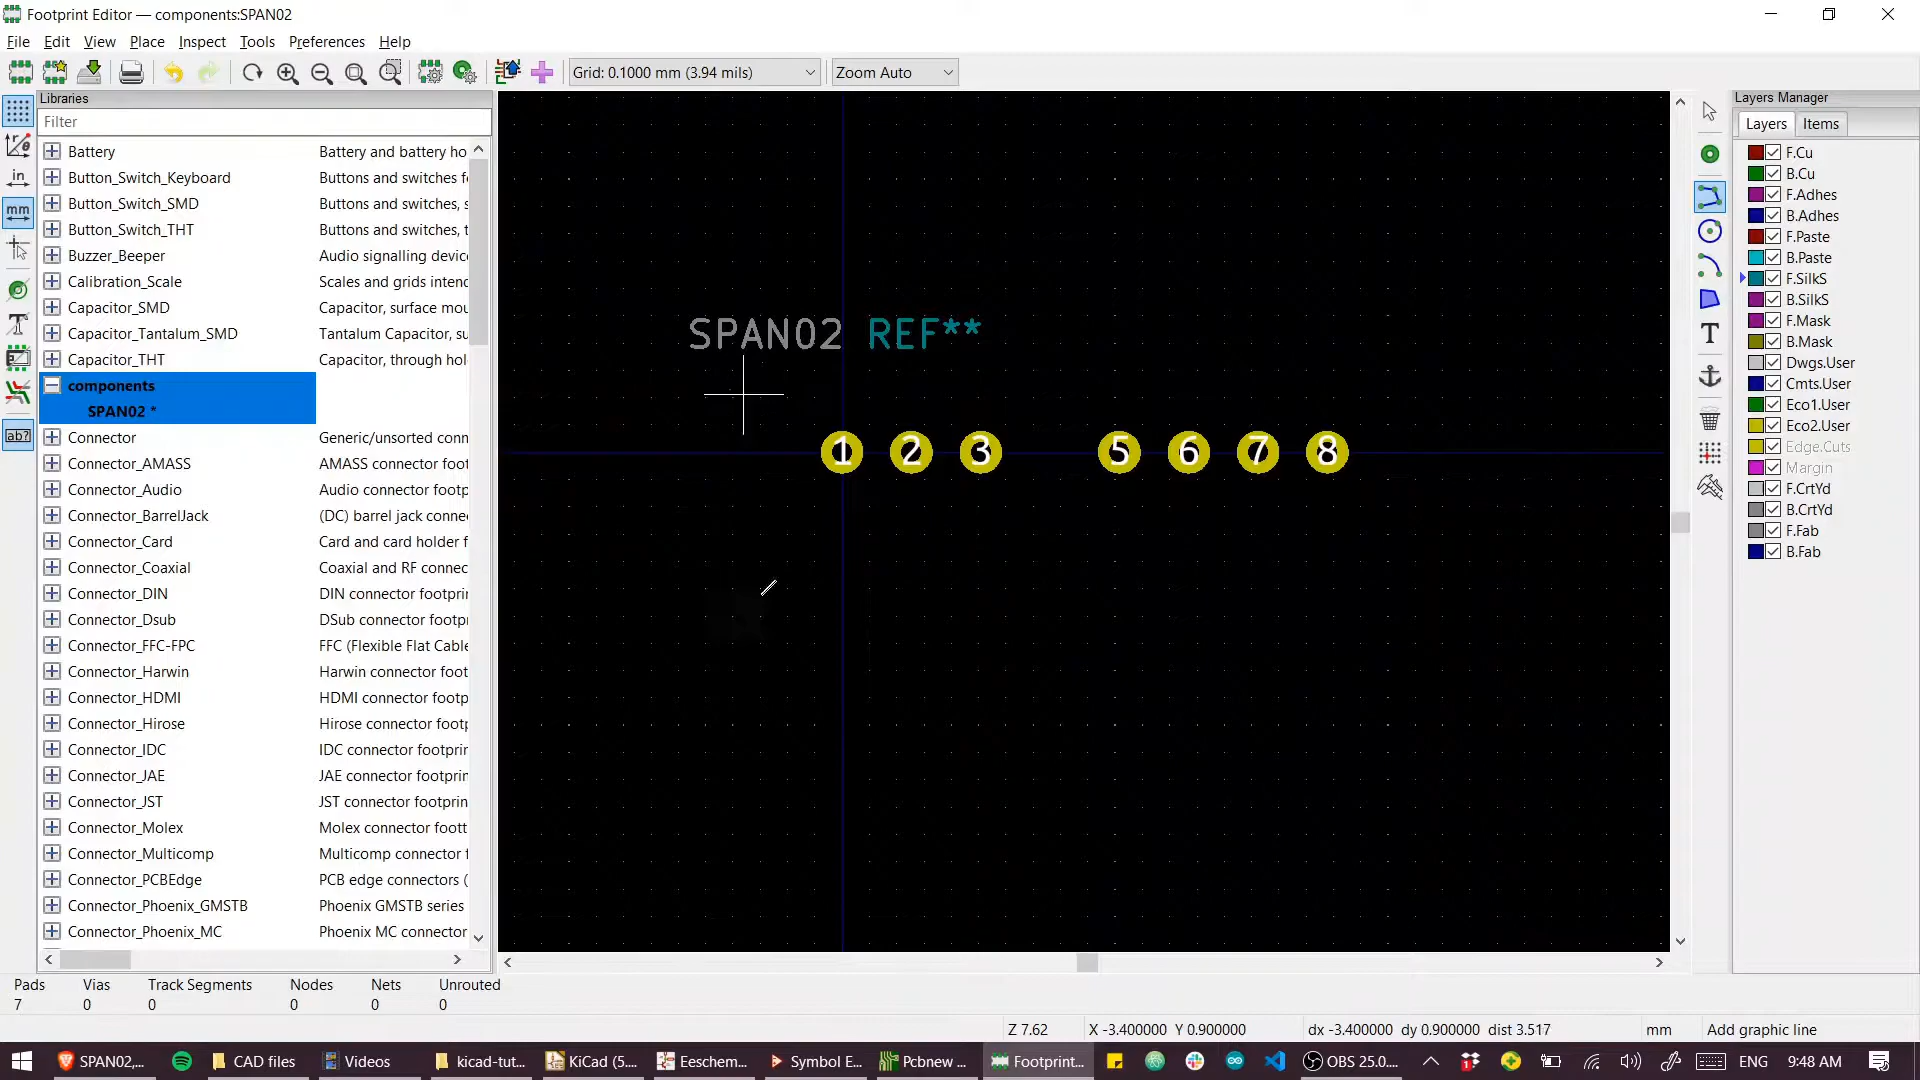 Footprint Editor — components:SPAN02
File Edit View Place Inspect Tools Preferences Help
Grid: 0.1000 mm (3.94 mils)
Zoom Auto
Libraries
Filter
Battery Battery and battery ho
Button_Switch_Keyboard Buttons and switches fo
Button_Switch_SMD Buttons and switches, s
Button_Switch_THT Buttons and switches, t
Buzzer_Beeper Audio signalling device
Calibration_Scale Scales and grids intend
Capacitor_SMD Capacitor, surface mou
Capacitor_Tantalum_SMD Tantalum Capacitor, su
Capacitor_THT Capacitor, through hol
components
SPAN02 *
Connector Generic/unsorted conn
Connector_AMASS AMASS connector foot
Connector_Audio Audio connector footp
Connector_BarrelJack (DC) barrel jack conne
Connector_Card Card and card holder f
Connector_Coaxial Coaxial and RF connec
Connector_DIN DIN connector footprin
Connector_Dsub DSub connector footpr
Connector_FFC-FPC FFC (Flexible Flat Cable
Connector_Harwin Harwin connector foot
Connector_HDMI HDMI connector footpr
Connector_Hirose Hirose connector footp
Connector_IDC IDC connector footprin
Connector_JAE JAE connector footprin
Connector_JST JST connector footprin
Connector_Molex Molex connector foott
Connector_Multicomp Multicomp connector f
Connector_PCBEdge PCB edge connectors (
Connector_Phoenix_GMSTB Phoenix GMSTB series
Connector_Phoenix_MC Phoenix MC connector
in
mm
ab?
SPAN02 REF**
1 2 3 5 6 7 8
Layers Manager
Layers Items
F.Cu
B.Cu
F.Adhes
B.Adhes
F.Paste
B.Paste
F.SilkS
B.SilkS
F.Mask
B.Mask
Dwgs.User
Cmts.User
Eco1.User
Eco2.User
Edge.Cuts
Margin
F.CrtYd
B.CrtYd
F.Fab
B.Fab
Pads Vias Track Segments Nodes Nets Unrouted
7 0 0 0 0 0
Z 7.62 X -3.400000 Y 0.900000 dx -3.400000 dy 0.900000 dist 3.517 mm Add graphic line
SPAN02,... CAD files Videos kicad-tut... KiCad (5.... Eeschem... Symbol E... Pcbnew ... Footprint... OBS 25.0.... ENG 9:48 AM